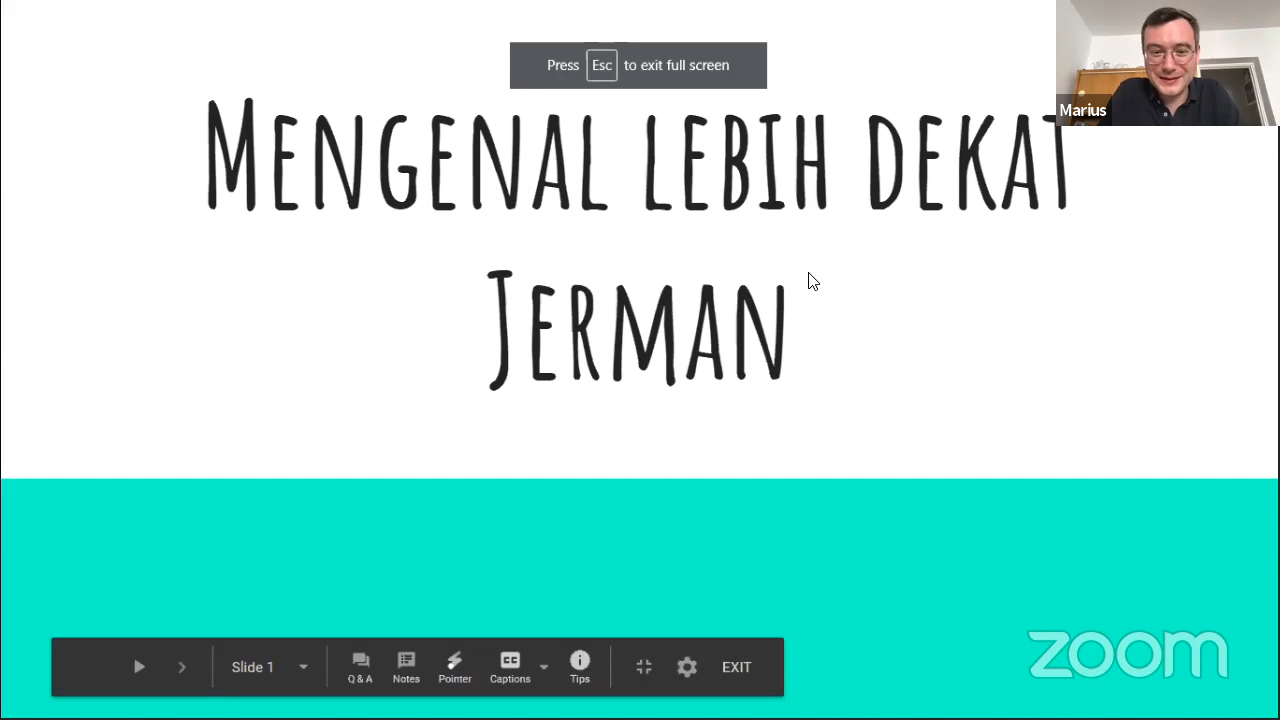 Press Esc to exit full screen
Marius
MENGENAL LEBIH DEKAT
JERMAN
Slide 1
Q & A
Notes
Pointer
CC
Captions
Tips
EXIT
zoom